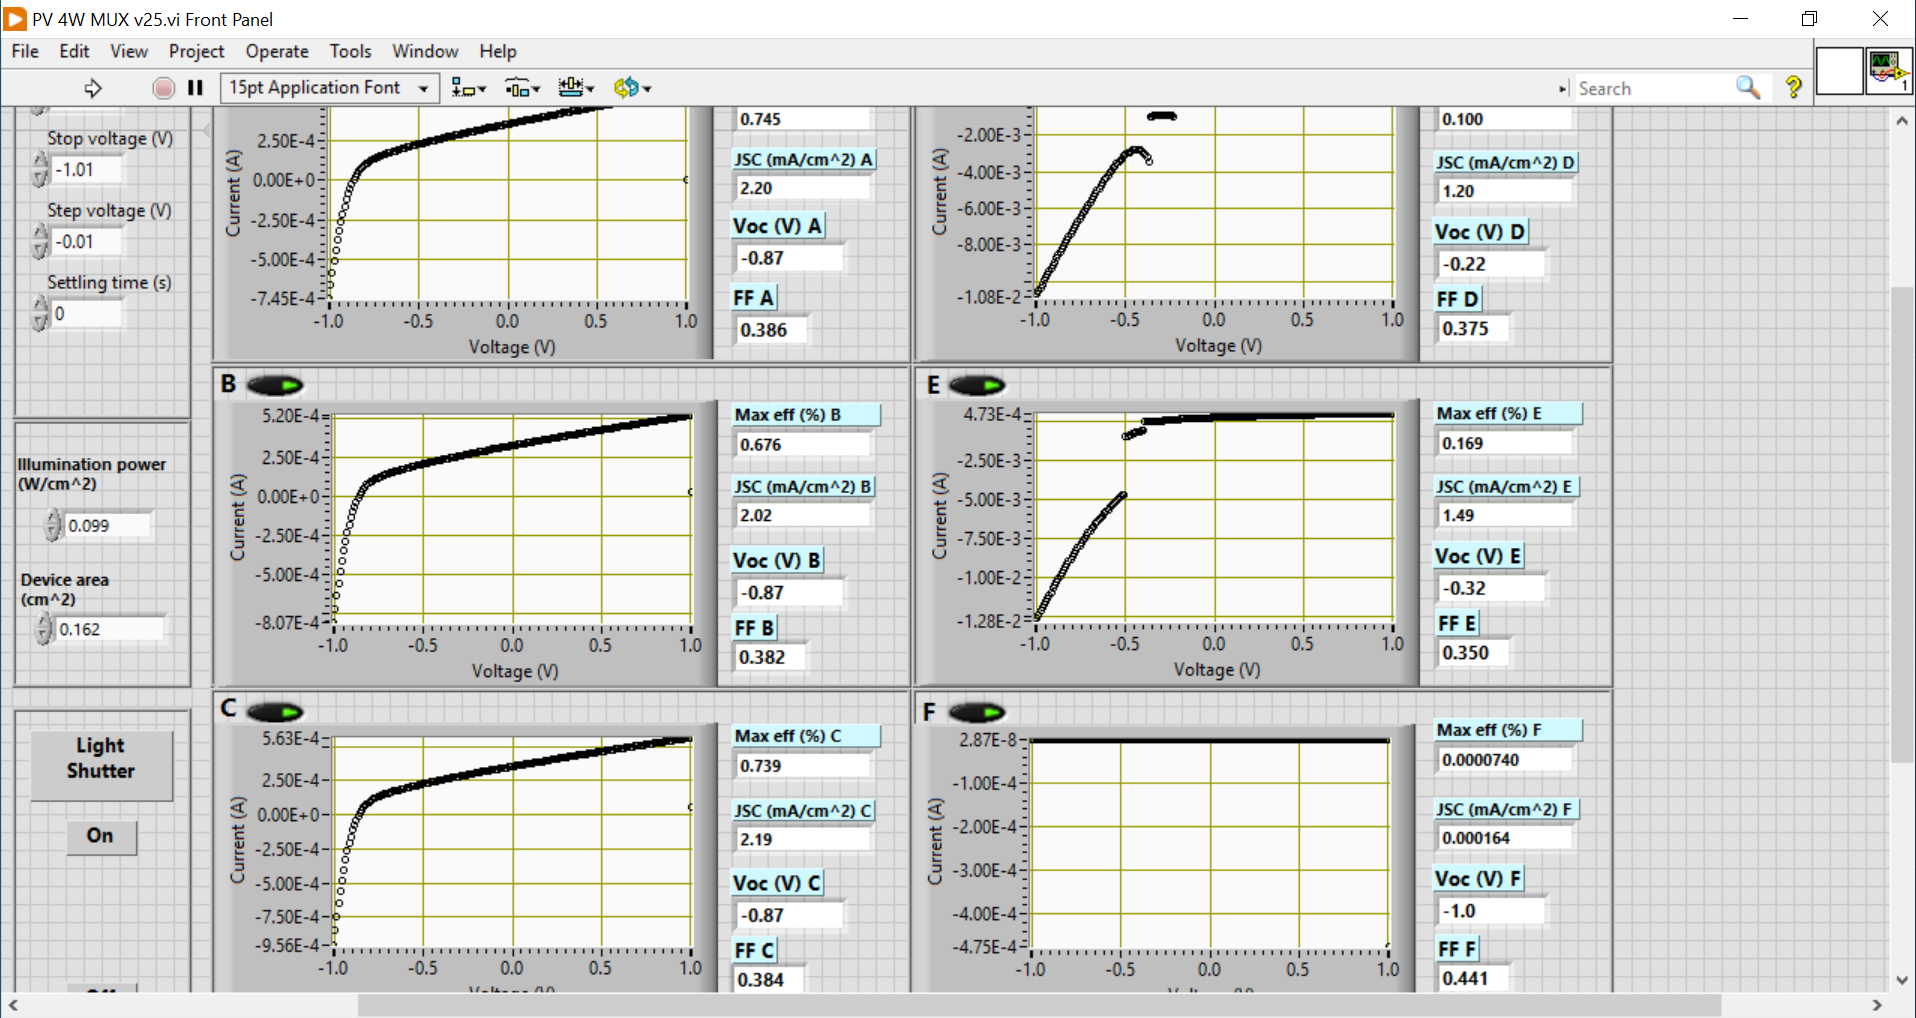 PV 4W MUX v25.vi Front Panel
File Edit View Project Operate Tools Window Help
15pt Application Font
Search
1
Stop voltage (V)
-1.01
Step voltage (V)
-0.01
Settling time (s)
0
Illumination power
(W/cm^2)
0.099
Device area
(cm^2)
0.162
Light
Shutter
On
Current (A)
2.50E-4
0.00E+0
-2.50E-4
-5.00E-4
-7.45E-4
-1.0 -0.5 0.0 0.5 1.0
Voltage (V)
0.745
JSC (mA/cm^2) A
2.20
Voc (V) A
-0.87
FF A
0.386
Current (A)
-2.00E-3
-4.00E-3
-6.00E-3
-8.00E-3
-1.08E-2
-1.0 -0.5 0.0 0.5 1.0
Voltage (V)
0.100
JSC (mA/cm^2) D
1.20
Voc (V) D
-0.22
FF D
0.375
B
Current (A)
5.20E-4
2.50E-4
0.00E+0
-2.50E-4
-5.00E-4
-8.07E-4
-1.0 -0.5 0.0 0.5 1.0
Voltage (V)
Max eff (%) B
0.676
JSC (mA/cm^2) B
2.02
Voc (V) B
-0.87
FF B
0.382
E
Current (A)
4.73E-4
-2.50E-3
-5.00E-3
-7.50E-3
-1.00E-2
-1.28E-2
-1.0 -0.5 0.0 0.5 1.0
Voltage (V)
Max eff (%) E
0.169
JSC (mA/cm^2) E
1.49
Voc (V) E
-0.32
FF E
0.350
C
Current (A)
5.63E-4
2.50E-4
0.00E+0
-2.50E-4
-5.00E-4
-7.50E-4
-9.56E-4
-1.0 -0.5 0.0 0.5 1.0
Max eff (%) C
0.739
JSC (mA/cm^2) C
2.19
Voc (V) C
-0.87
FF C
0.384
F
Current (A)
2.87E-8
-1.00E-4
-2.00E-4
-3.00E-4
-4.00E-4
-4.75E-4
-1.0 -0.5 0.0 0.5 1.0
Max eff (%) F
0.0000740
JSC (mA/cm^2) F
0.000164
Voc (V) F
-1.0
FF F
0.441